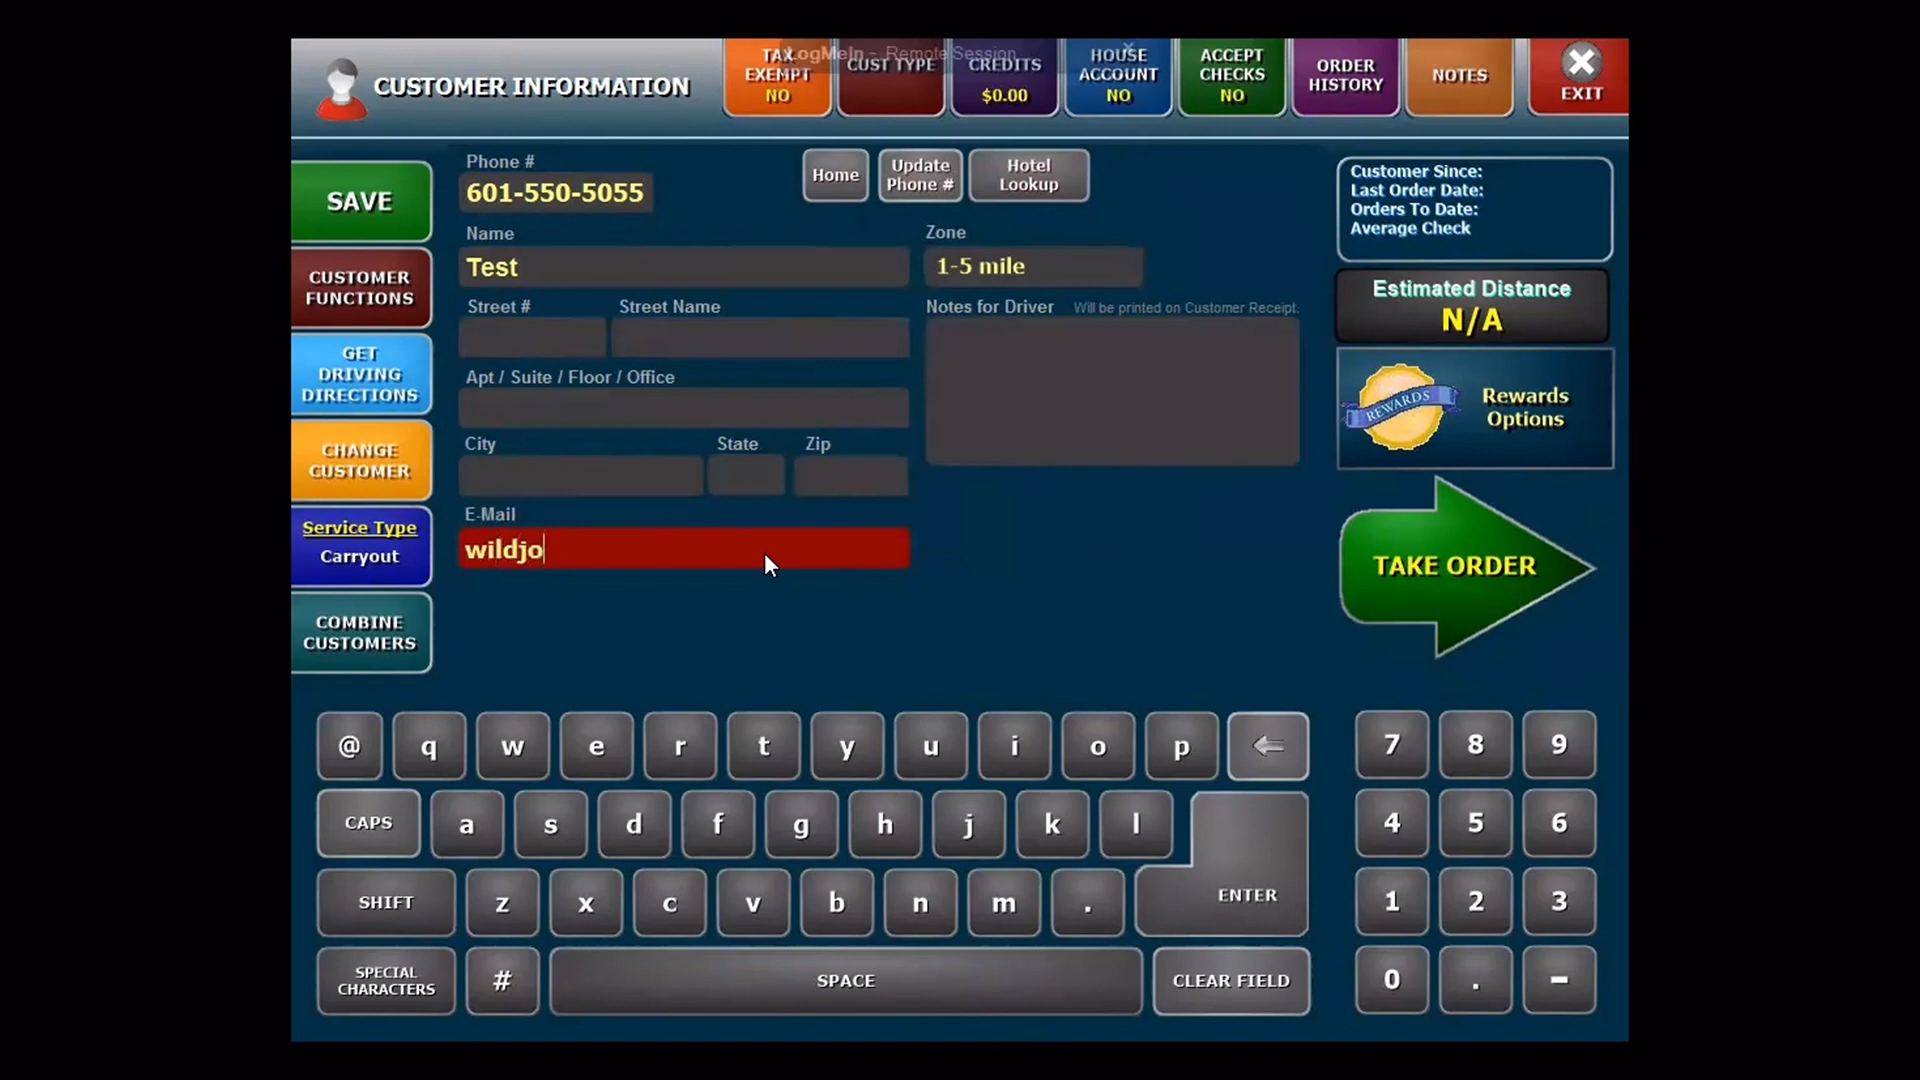 LogMeIn - Remote Session
CUSTOMER INFORMATION
TAX
EXEMPT
NO
CUST TYPE
CREDITS
$0.00
HOUSE
ACCOUNT
NO
ACCEPT
CHECKS
NO
ORDER
HISTORY
NOTES
EXIT
SAVE
CUSTOMER
FUNCTIONS
GET
DRIVING
DIRECTIONS
CHANGE
CUSTOMER
Service Type
Carryout
COMBINE
CUSTOMERS
Phone #
601-550-5055
Home
Update
Phone #
Hotel
Lookup
Name
Test
Zone
1-5 mile
Street #
Street Name
Notes for Driver
Will be printed on Customer Receipt.
Apt / Suite / Floor / Office
City
State
Zip
E-Mail
wildjo
Customer Since:
Last Order Date:
Orders To Date:
Average Check
Estimated Distance
N/A
REWARDS
Rewards
Options
TAKE ORDER
@ q w e r t y u i o p
CAPS a s d f g h j k l
SHIFT z x c v b n m . ENTER
SPECIAL
CHARACTERS
# SPACE CLEAR FIELD
7 8 9
4 5 6
1 2 3
0 . -